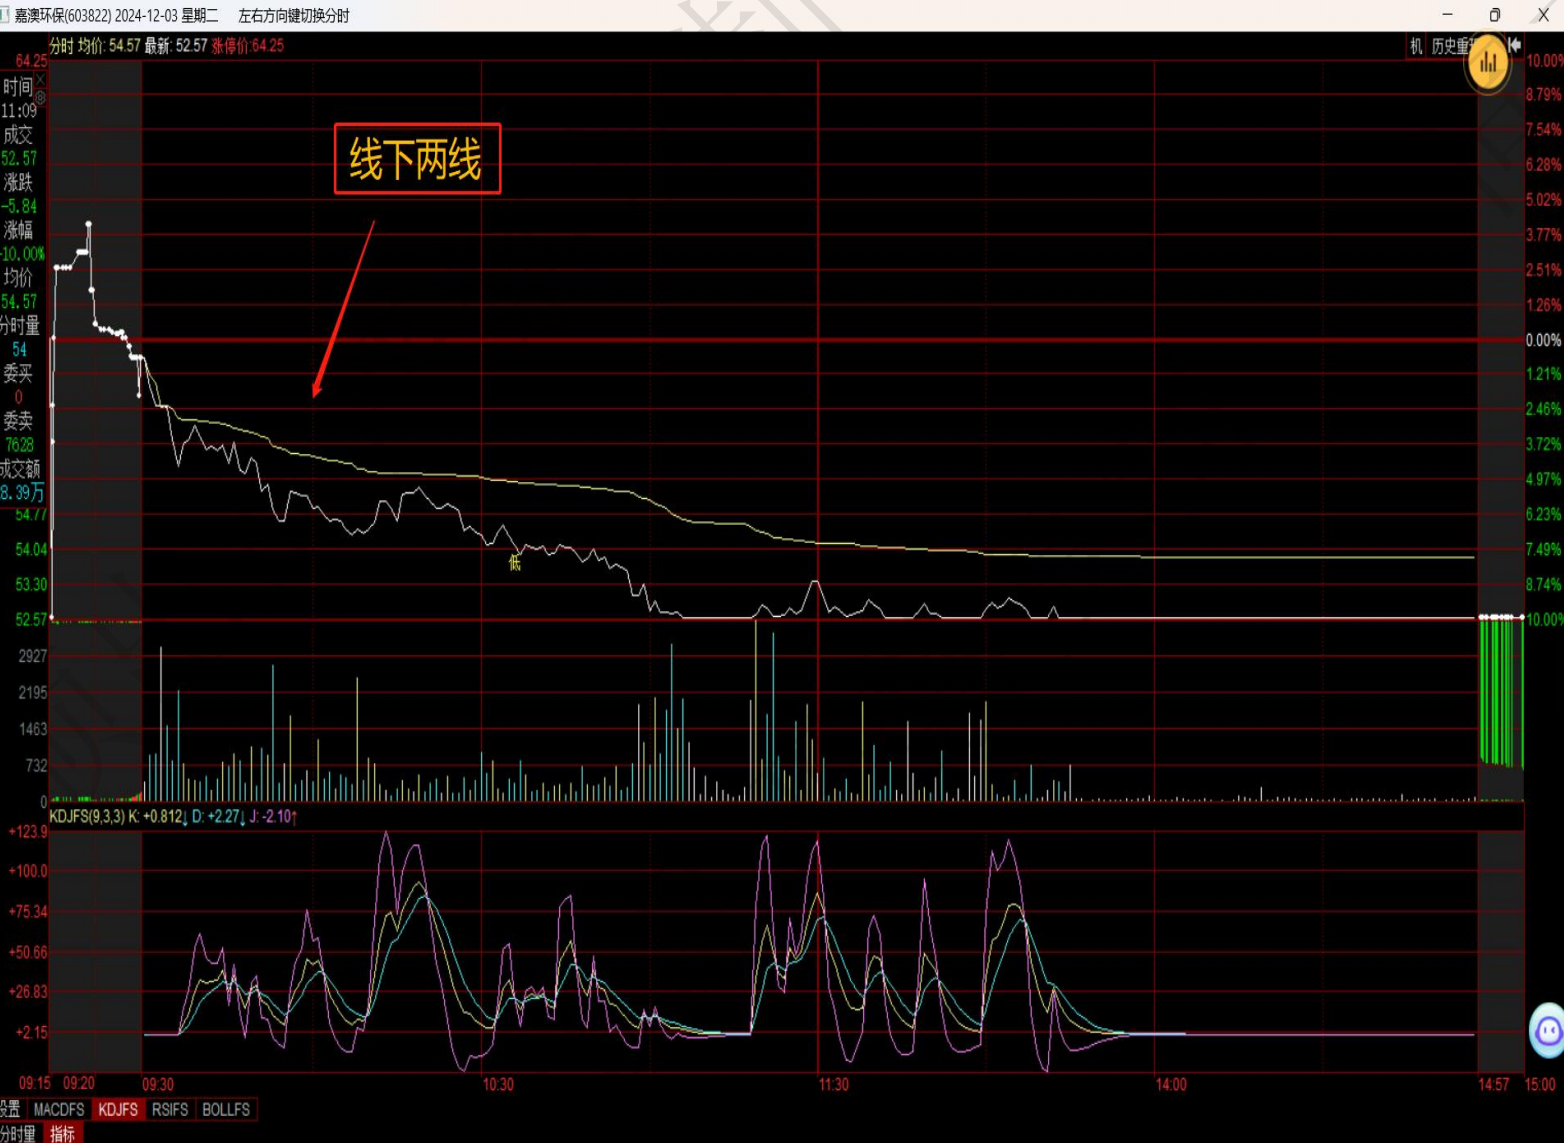 嘉澳环保(603822) 2024-12-03 星期二 左右方向键切换分时
分时 均价: 54.57 最新: 52.57 涨停价:64.25
机 历史重
线下两线
64.25
时间
11:09
成交
52.57
涨跌
-5.84
涨幅
-10.00%
均价
54.57
分时量
54
委买
0
委卖
7628
成交额
8.39万
54.77
54.04
53.30
52.57
2927
2195
1463
732
0
10.00%
8.79%
7.54%
6.28%
5.02%
3.77%
2.51%
1.26%
0.00%
1.21%
2.46%
3.72%
4.97%
6.23%
7.49%
8.74%
10.00%
低
KDJFS(9,3,3) K: +0.812↓ D: +2.27↓ J: -2.10↑
+123.9
+100.0
+75.34
+50.66
+26.83
+2.15
09:15 09:20 09:30 10:30 11:30 14:00 14:57 15:00
设置 MACDFS KDJFS RSIFS BOLLFS
分时量 指标